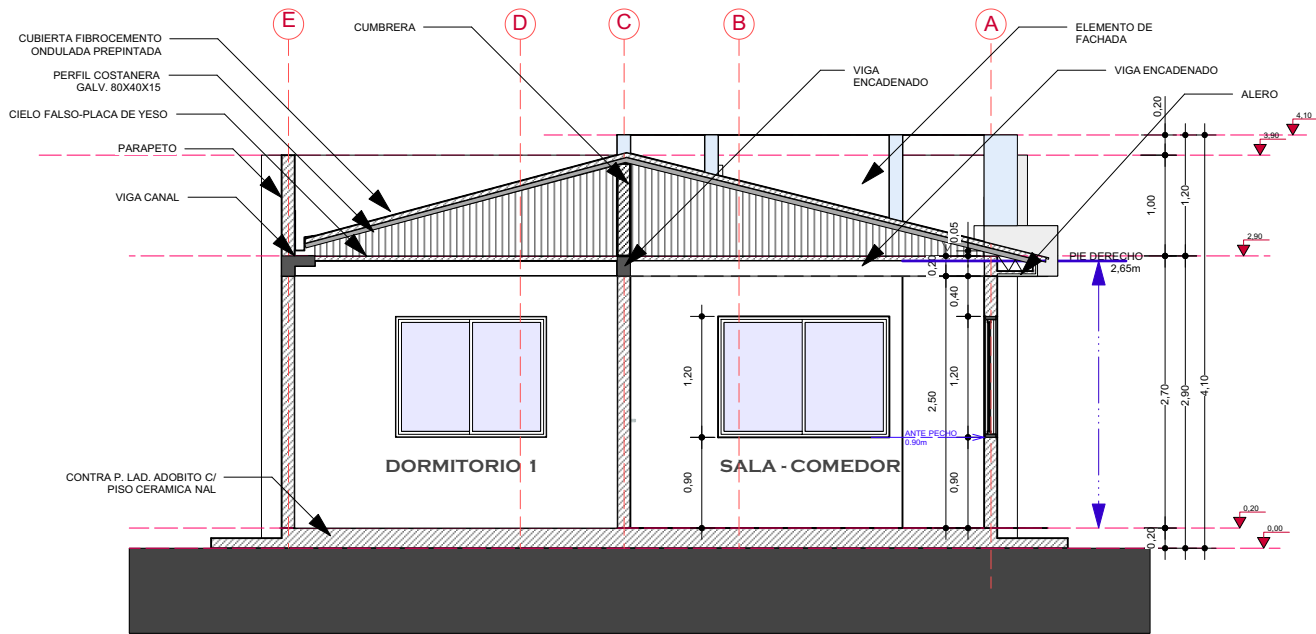 E
D
C
B
A
CUMBRERA
CUBIERTA FIBROCEMENTO
ONDULADA PREPINTADA
PERFIL COSTANERA
GALV. 80X40X15
CIELO FALSO-PLACA DE YESO
PARAPETO
VIGA CANAL
ELEMENTO DE
FACHADA
VIGA
ENCADENADO
VIGA ENCADENADO
ALERO
0,20
4,10
3,90
1,00
1,20
2,90
0,05
0,20
PIE DERECHO
2,65m
0,40
1,20
1,20
2,50
2,70
2,90
4,10
ANTE PECHO
0.90m
DORMITORIO 1
SALA - COMEDOR
0,90
0,90
CONTRA P. LAD. ADOBITO C/
PISO CERAMICA NAL
0,20
0,20
0,00